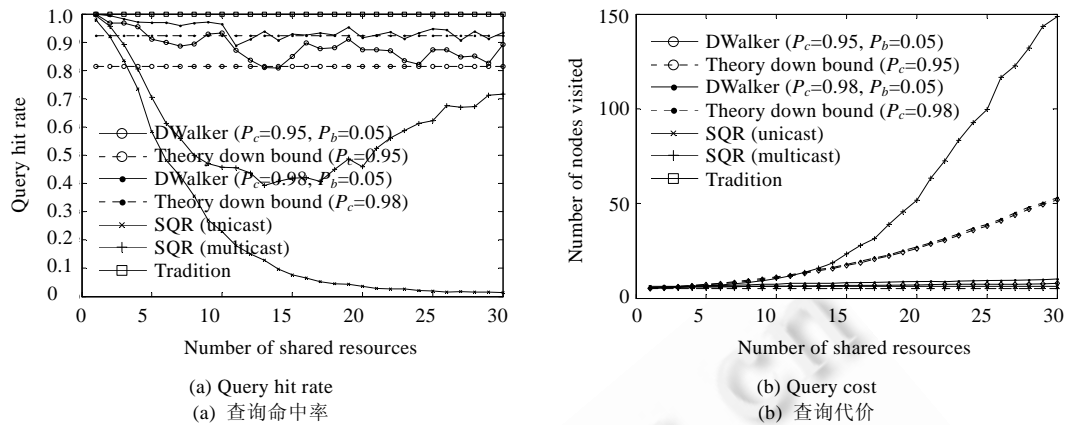 1.0
0.9
0.8
0.7
0.6
0.5
0.4
0.3
0.2
0.1
0
Query hit rate
DWalker (Pc=0.95, Pb=0.05)
Theory down bound (Pc=0.95)
DWalker (Pc=0.98, Pb=0.05)
Theory down bound (Pc=0.98)
SQR (unicast)
SQR (multicast)
Tradition
0 5 10 15 20 25 30
Number of shared resources
(a) Query hit rate
(a) 查询命中率
150
100
50
0
Number of nodes visited
DWalker (Pc=0.95, Pb=0.05)
Theory down bound (Pc=0.95)
DWalker (Pc=0.98, Pb=0.05)
Theory down bound (Pc=0.98)
SQR (unicast)
SQR (multicast)
Tradition
0 5 10 15 20 25 30
Number of shared resources
(b) Query cost
(b) 查询代价